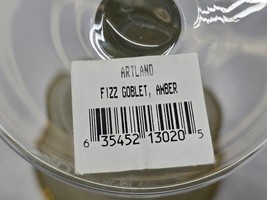 ARTLAND
FIZZ GOBLET, AMBER
6 35452 13020 5